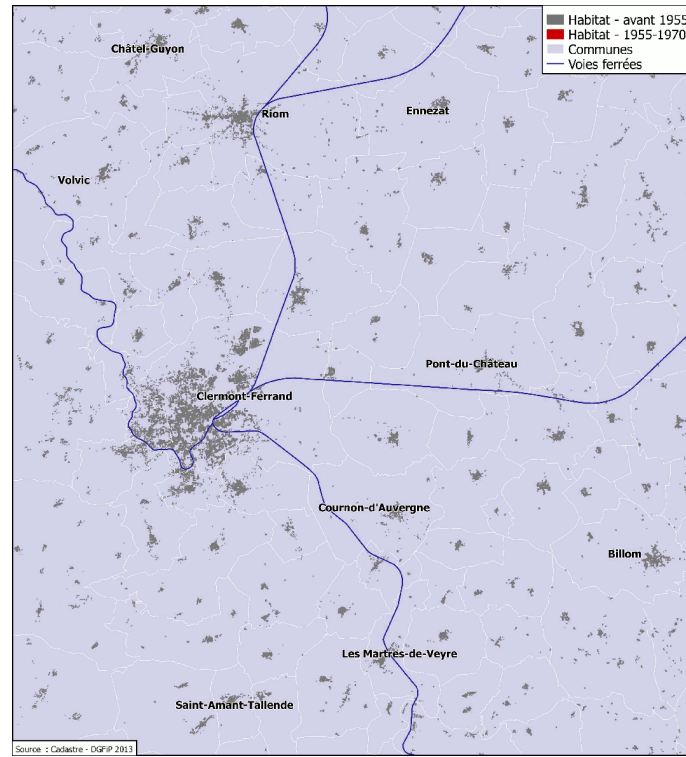 Habitat - avant 1955
Habitat - 1955-1970
Communes
Voies ferrées
Châtel-Guyon
Riom
Ennezat
Volvic
Pont-du-Château
Clermont-Ferrand
Cournon-d'Auvergne
Billom
Les Martres-de-Veyre
Saint-Amant-Tallende
Source : Cadastre - DGFiP 2013